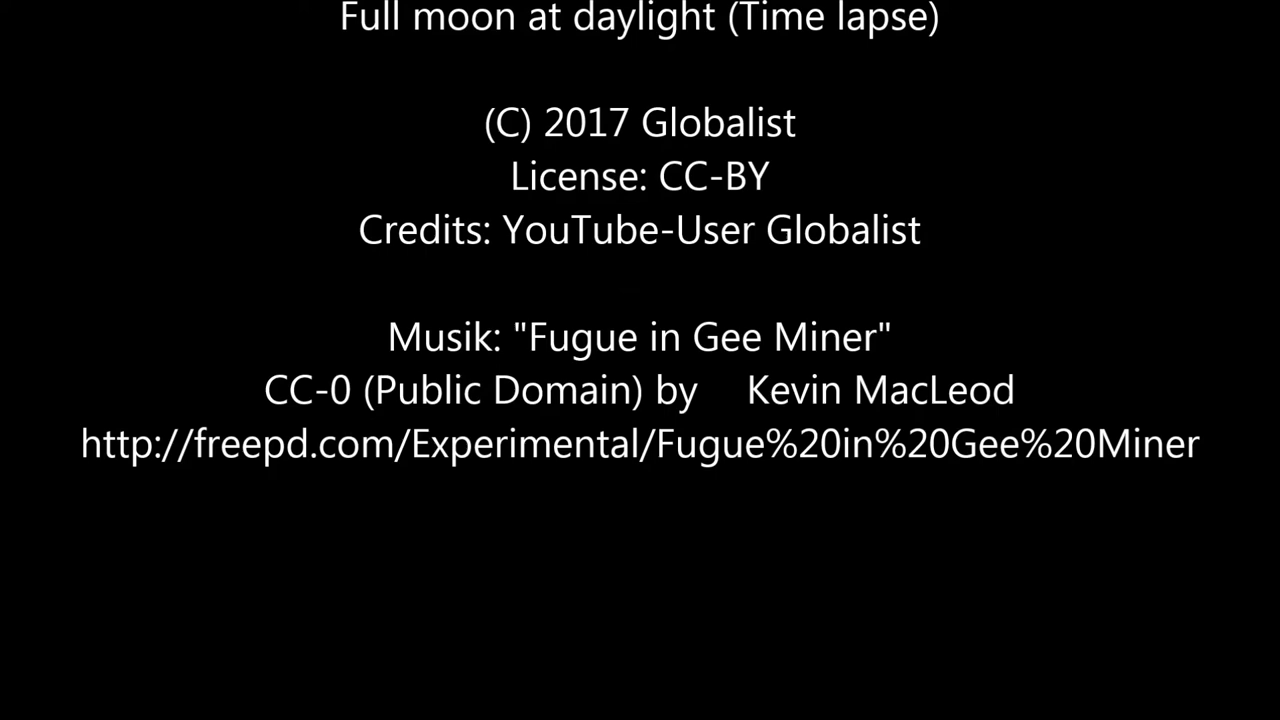 Full moon at daylight (Time lapse)
(C) 2017 Globalist
License: CC-BY
Credits: YouTube-User Globalist
Musik: "Fugue in Gee Miner"
CC-0 (Public Domain) by Kevin MacLeod
http://freepd.com/Experimental/Fugue%20in%20Gee%20Miner